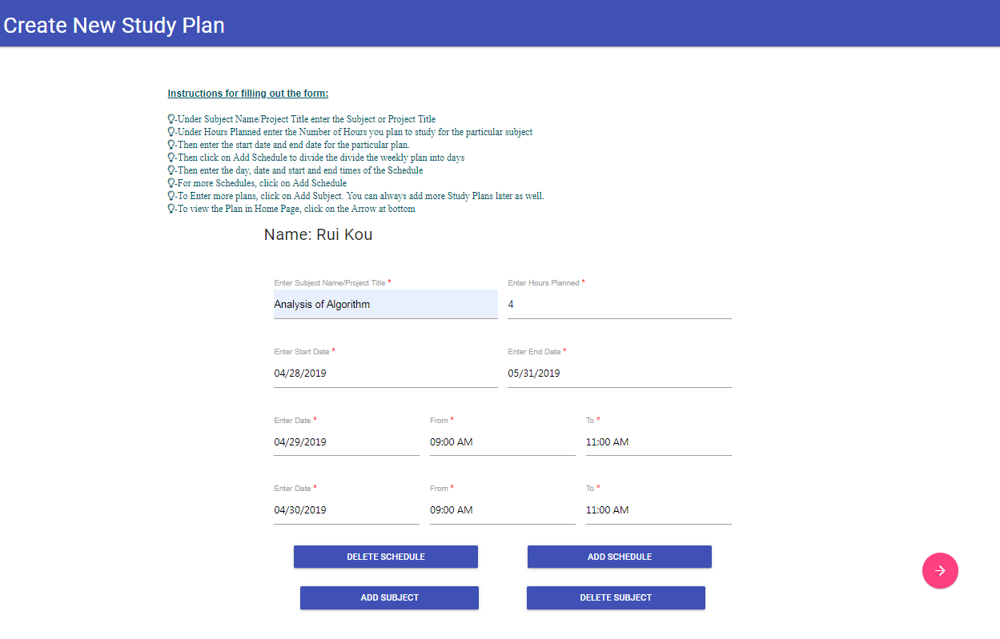 Create New Study Plan
Instructions for filling out the form:
-Under Subject Name/Project Title enter the Subject or Project Title
-Under Hours Planned enter the Number of Hours you plan to study for the particular subject
-Then enter the start date and end date for the particular plan.
-Then click on Add Schedule to divide the divide the weekly plan into days
-Then enter the day, date and start and end times of the Schedule
-For more Schedules, click on Add Schedule
-To Enter more plans, click on Add Subject. You can always add more Study Plans later as well.
-To view the Plan in Home Page, click on the Arrow at bottom
Name: Rui Kou
Enter Subject Name/Project Title * Enter Hours Planned *
Analysis of Algorithm 4
Enter Start Date * Enter End Date *
04/28/2019 05/31/2019
Enter Date * From * To *
04/29/2019 09:00 AM 11:00 AM
Enter Date * From * To *
04/30/2019 09:00 AM 11:00 AM
DELETE SCHEDULE ADD SCHEDULE
ADD SUBJECT DELETE SUBJECT